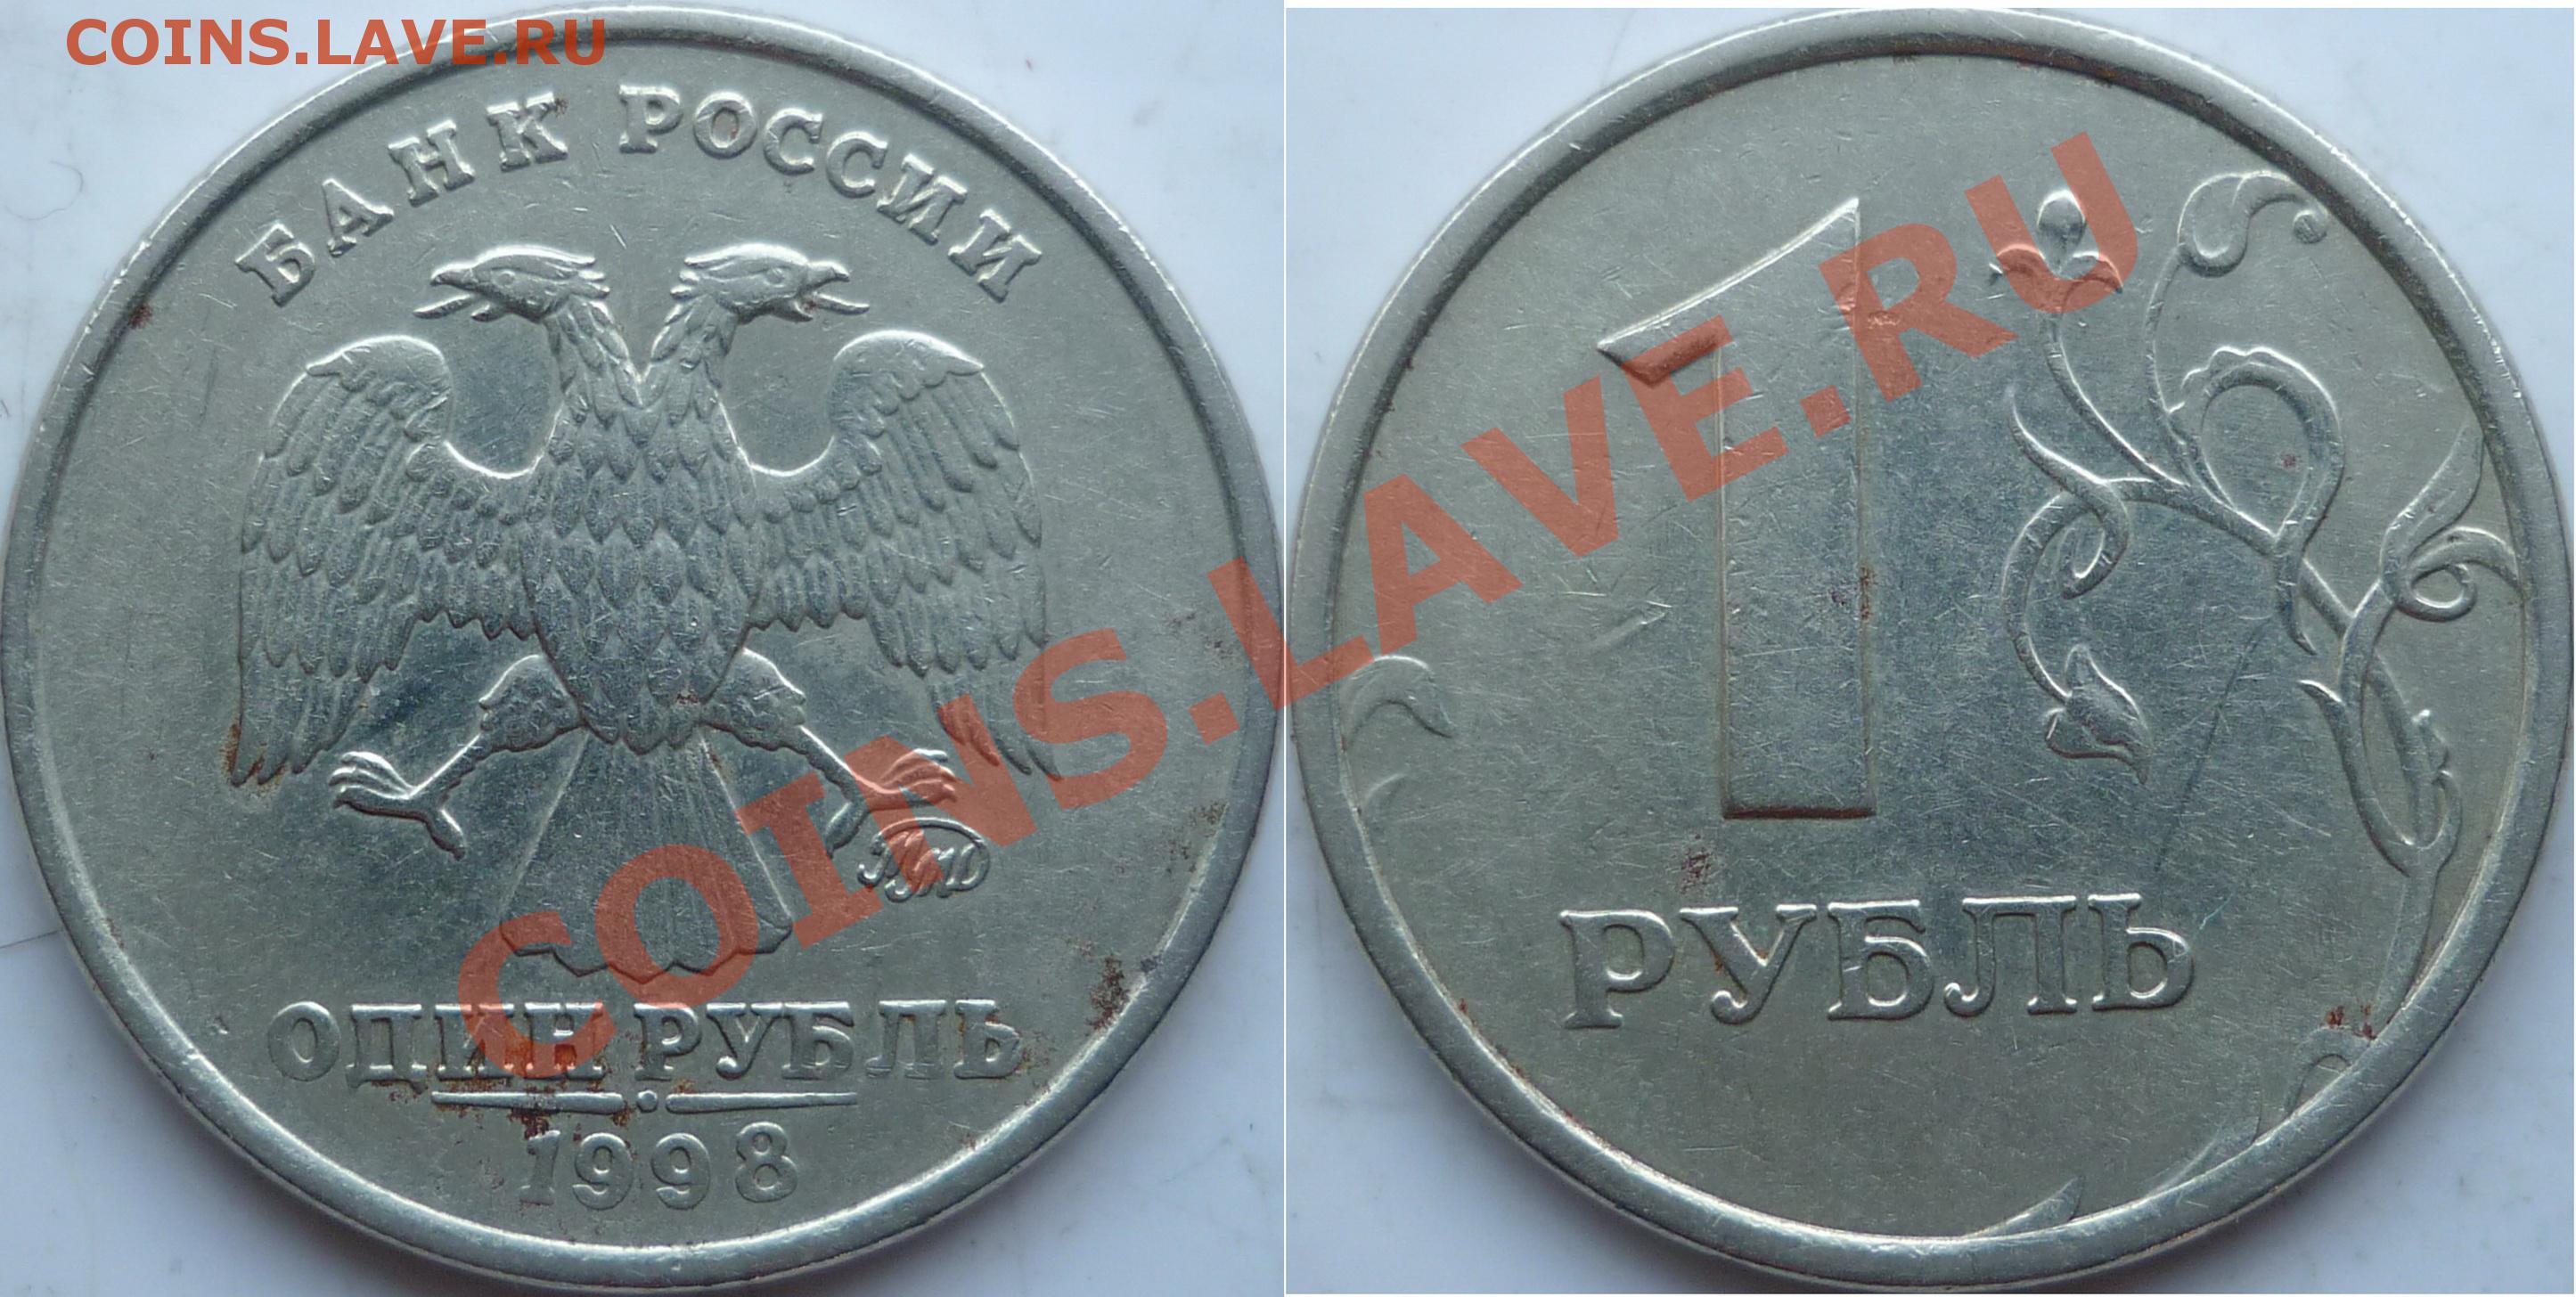 COINS.LAVE.RU
БАНК РОССИИ
ММД
ОДИН РУБЛЬ
1998
1
РУБЛЬ
COINS.LAVE.RU